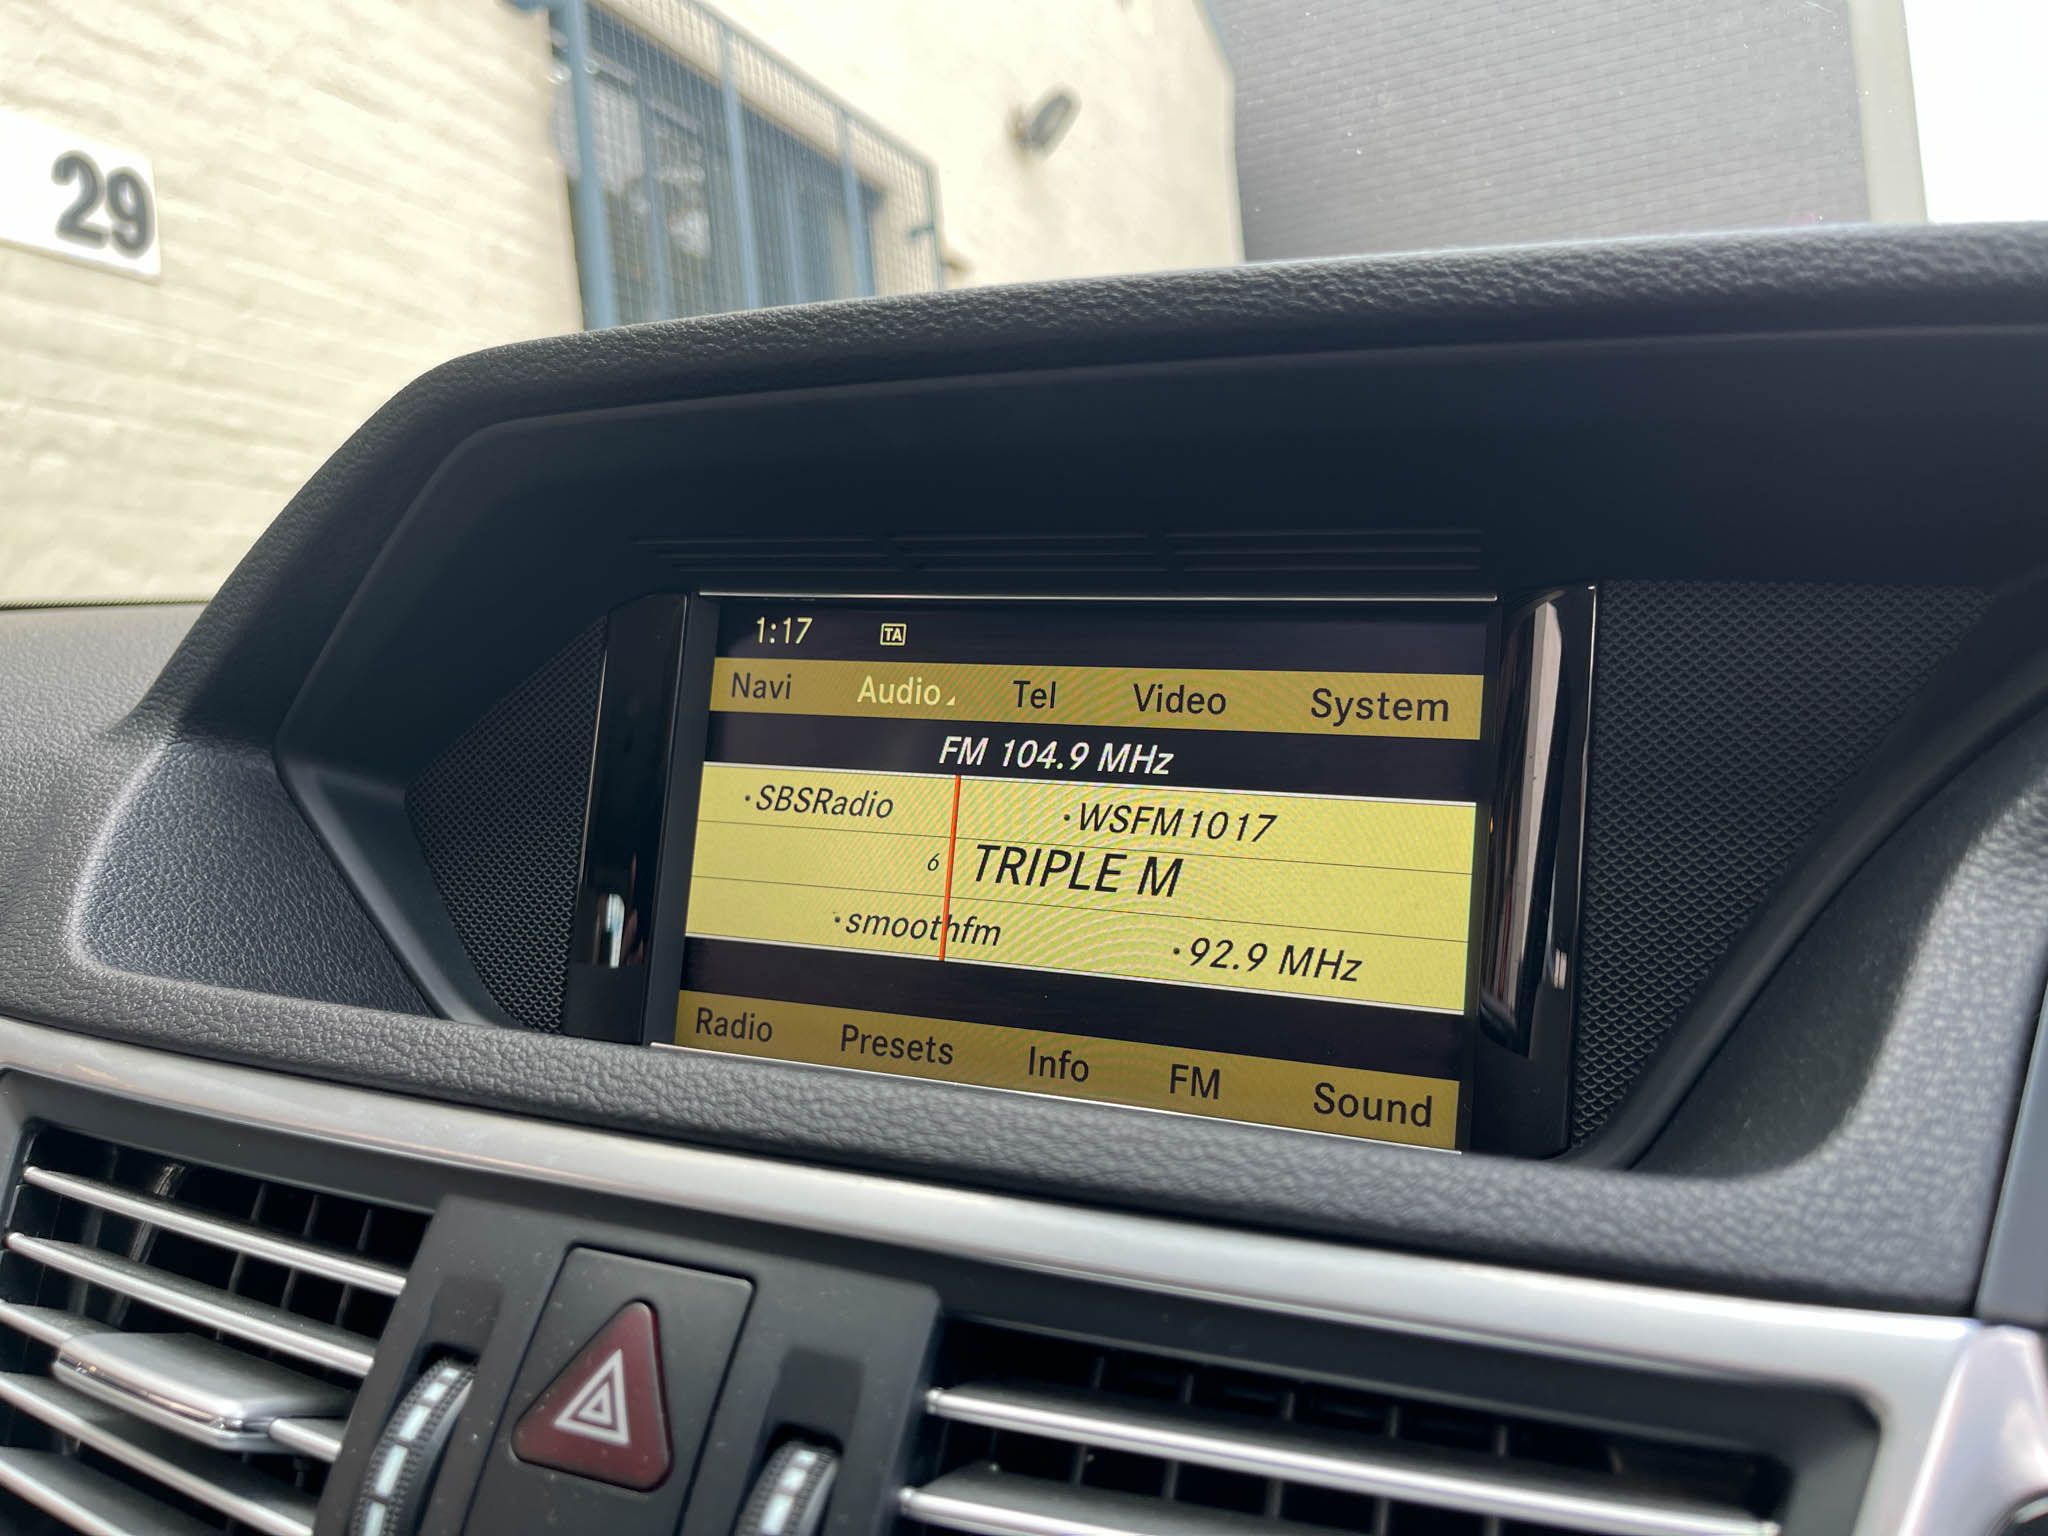 29
1:17 TA
Navi Audio Tel Video System
FM 104.9 MHz
·SBSRadio ·WSFM1017
6 TRIPLE M
·smoothfm ·92.9 MHz
Radio Presets Info FM Sound